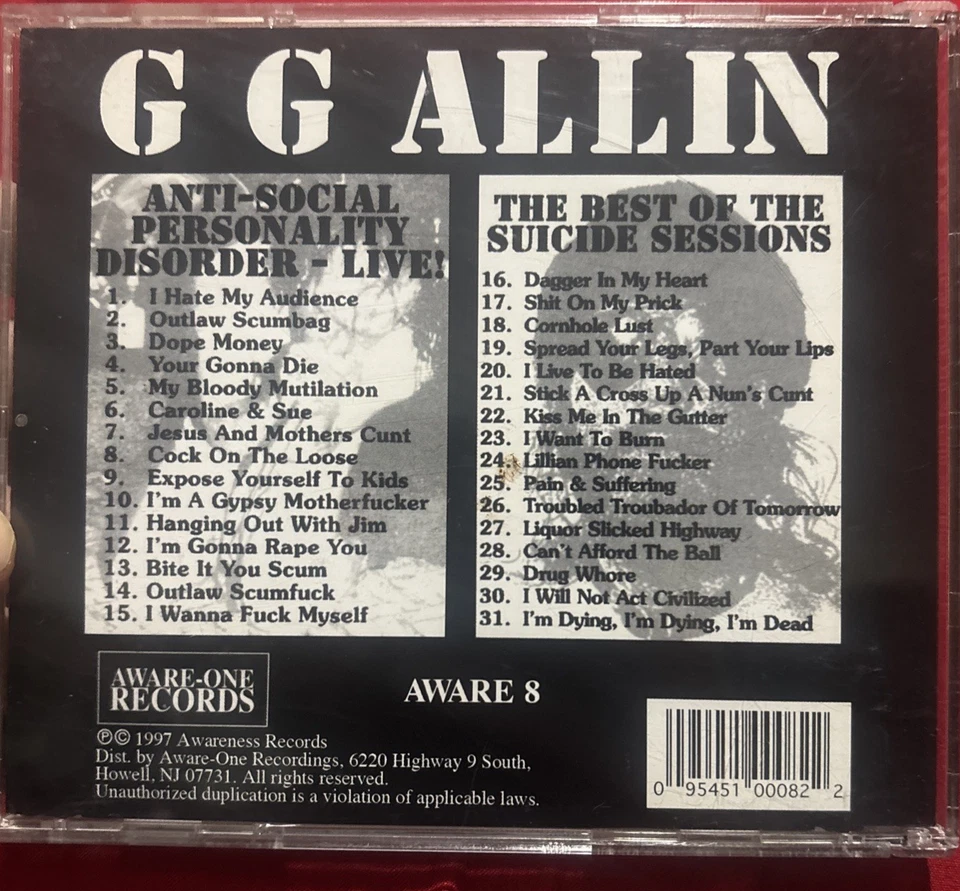 G G ALLIN
ANTI-SOCIAL
PERSONALITY
DISORDER - LIVE!
1. I Hate My Audience
2. Outlaw Scumbag
3. Dope Money
4. Your Gonna Die
5. My Bloody Mutilation
6. Caroline & Sue
7. Jesus And Mothers Cunt
8. Cock On The Loose
9. Expose Yourself To Kids
10. I'm A Gypsy Motherfucker
11. Hanging Out With Jim
12. I'm Gonna Rape You
13. Bite It You Scum
14. Outlaw Scumfuck
15. I Wanna Fuck Myself
THE BEST OF THE
SUICIDE SESSIONS
16. Dagger In My Heart
17. Shit On My Prick
18. Cornhole Lust
19. Spread Your Legs, Part Your Lips
20. I Live To Be Hated
21. Stick A Cross Up A Nun's Cunt
22. Kiss Me In The Gutter
23. I Want To Burn
24. Lillian Phone Fucker
25. Pain & Suffering
26. Troubled Troubador Of Tomorrow
27. Liquor Slicked Highway
28. Can't Afford The Ball
29. Drug Whore
30. I Will Not Act Civilized
31. I'm Dying, I'm Dying, I'm Dead
AWARE-ONE
RECORDS
AWARE 8
℗© 1997 Awareness Records
Dist. by Aware-One Recordings, 6220 Highway 9 South,
Howell, NJ 07731. All rights reserved.
Unauthorized duplication is a violation of applicable laws.
0 95451 00082 2